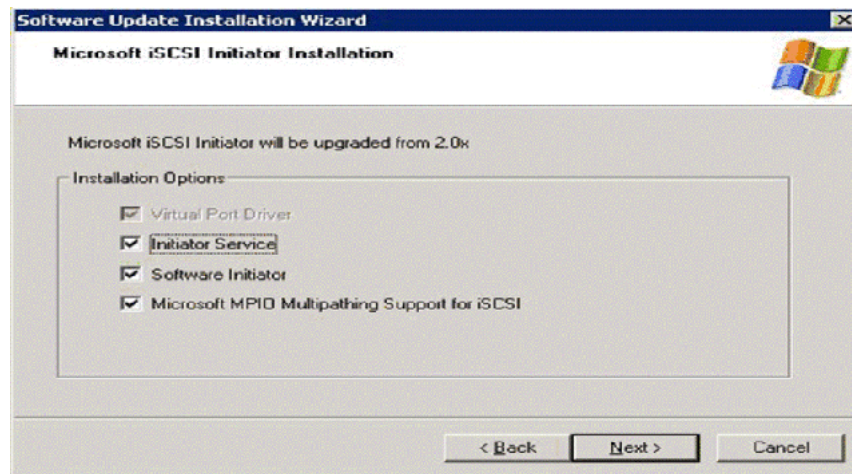 Software Update Installation Wizard
Microsoft iSCSI Initiator Installation
Microsoft iSCSI Initiator will be upgraded from 2.0x
Installation Options
Virtual Port Driver
Initiator Service
Software Initiator
Microsoft MPIO Multipathing Support for iSCSI
< Back Next > Cancel